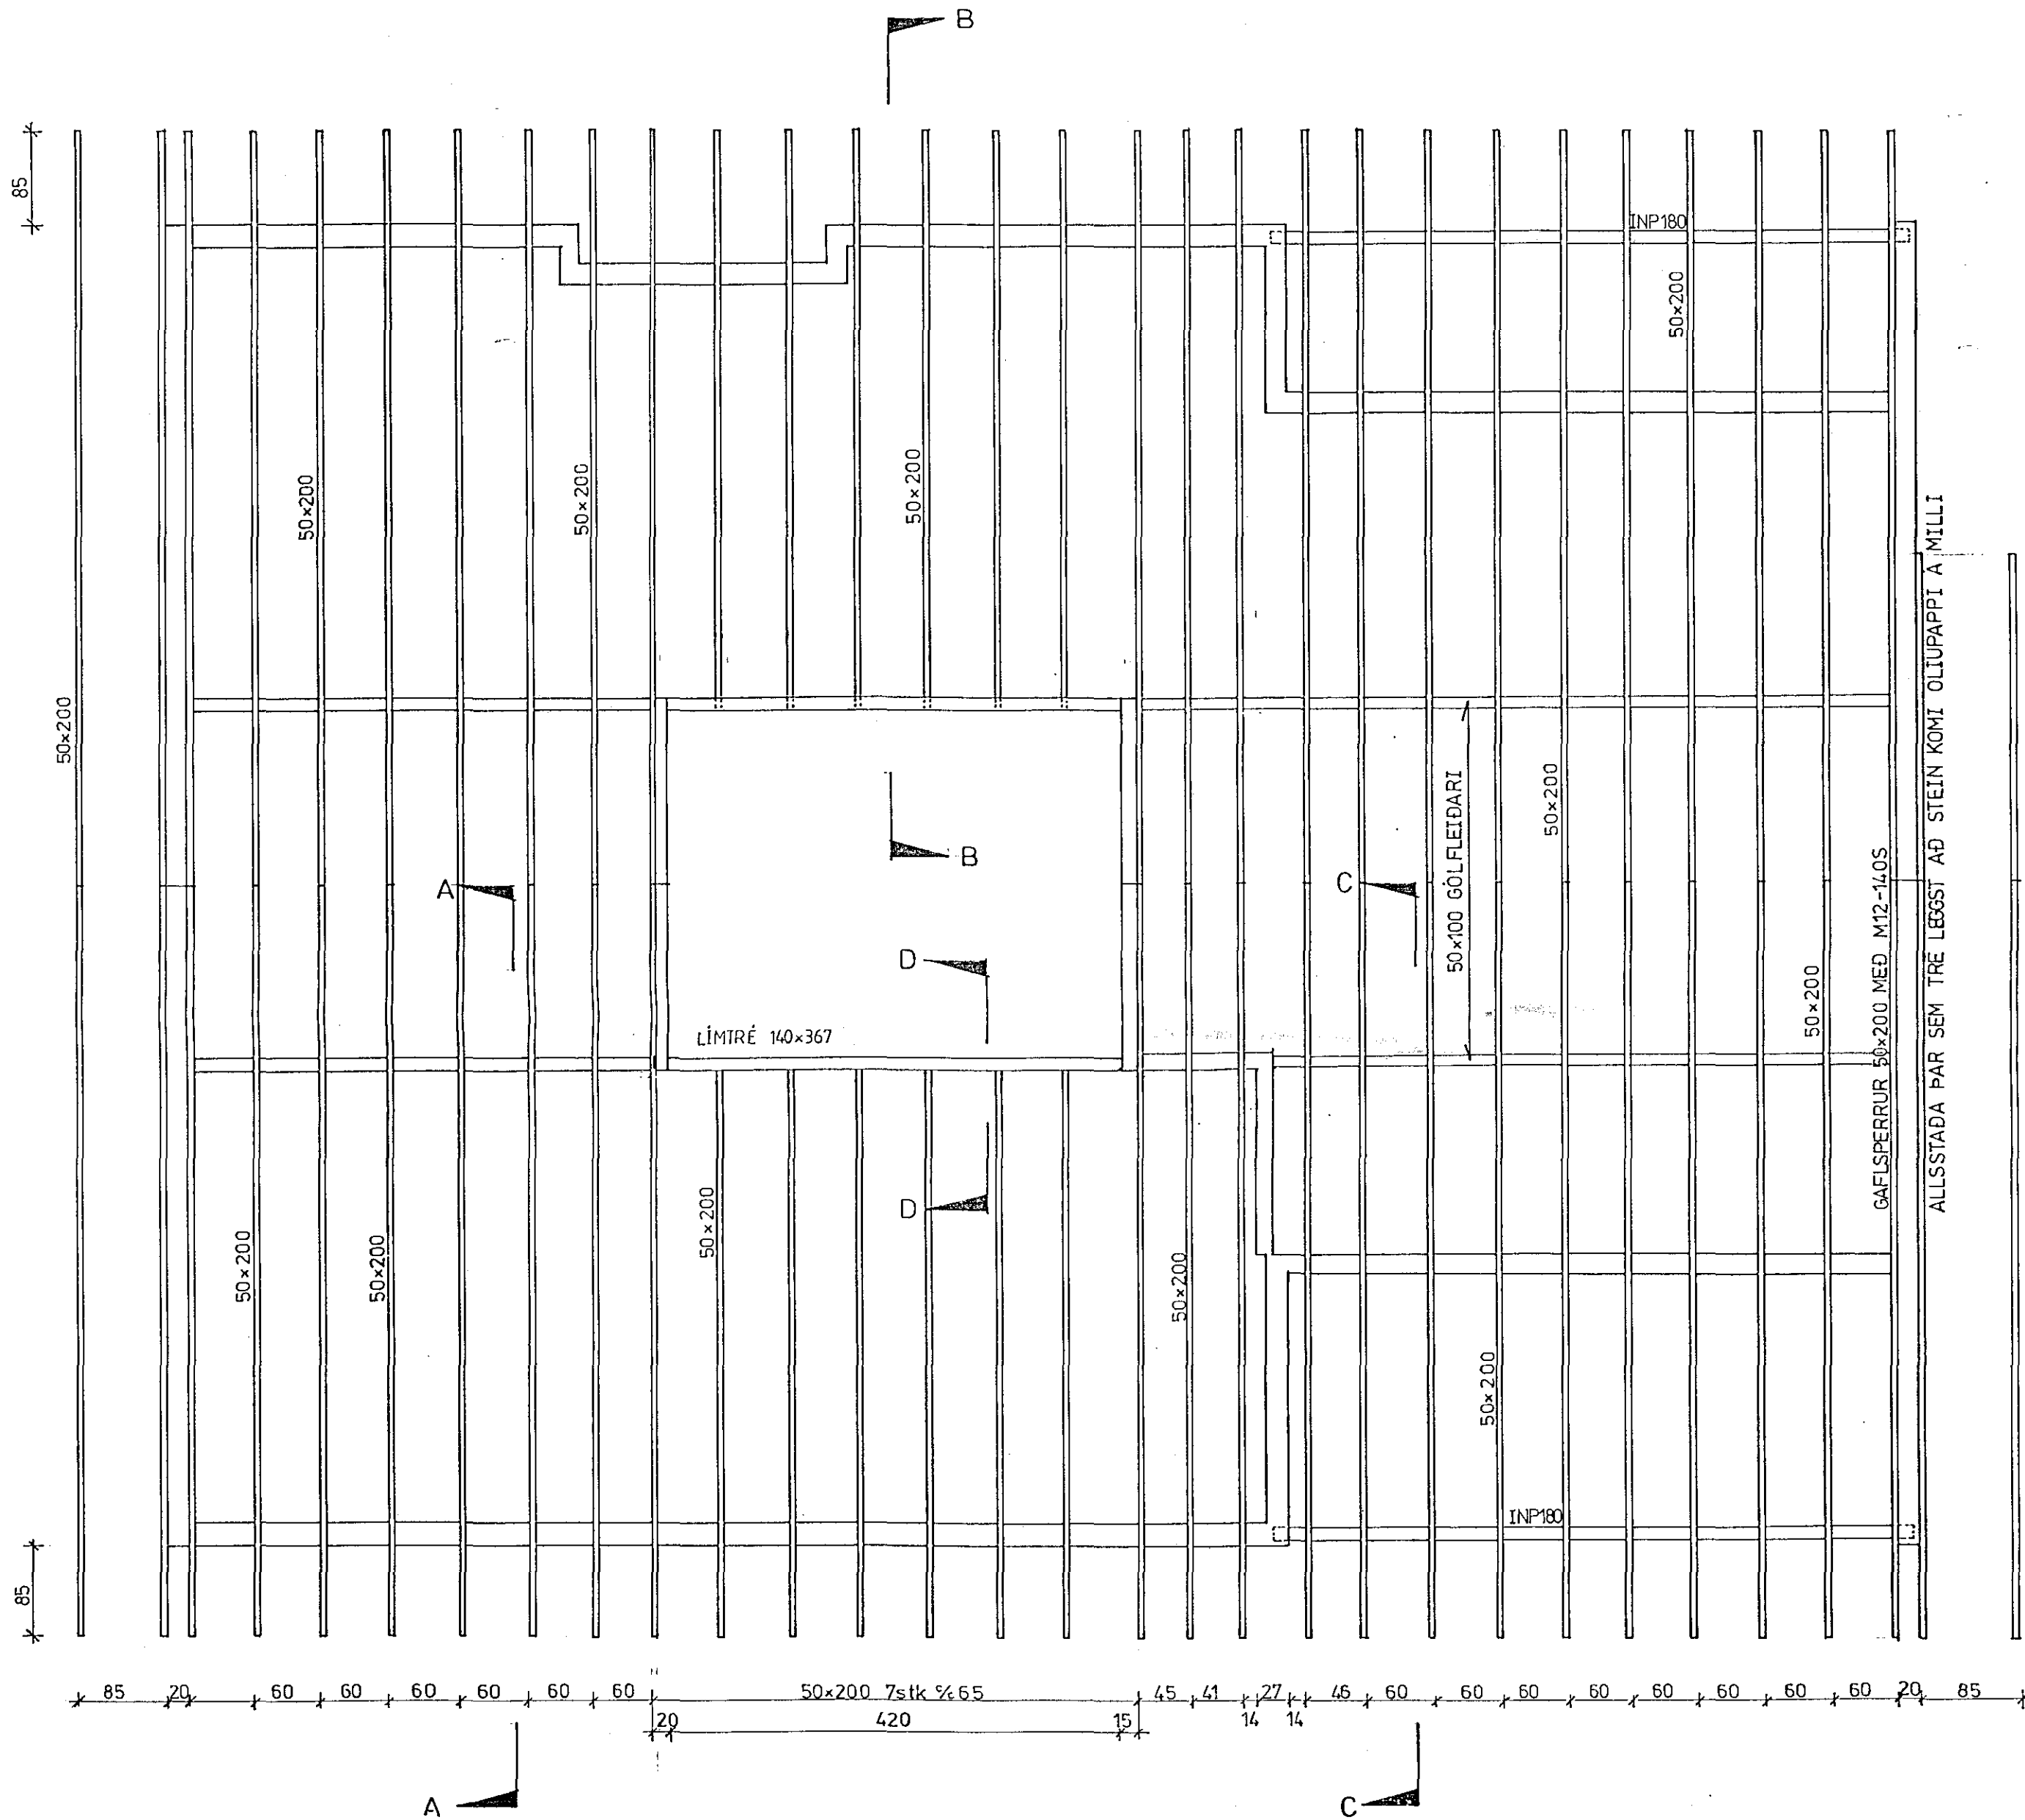 B
85
INP180
50×200
50×200
50×200
50×200
50×200
50×100 GÓLFLEIÐARI
50×200
B
A
C
D
LÍMTRÉ 140×367
50×200
GAFLSPERRUR 50×200 MEÐ M12-140S
ALLSSTAÐA ÞAR SEM TRÉ LEGGST AÐ STEIN KOMI OLIUPAPPI Á MILLI
50×200
50×200
50×200
D
50×200
50×200
INP180
85
85 20 60 60 60 60 60 60 50×200 7stk c/c 65 45 41 27 46 60 60 60 60 60 60 60 60 20 85
20 420 15 14 14
A
C